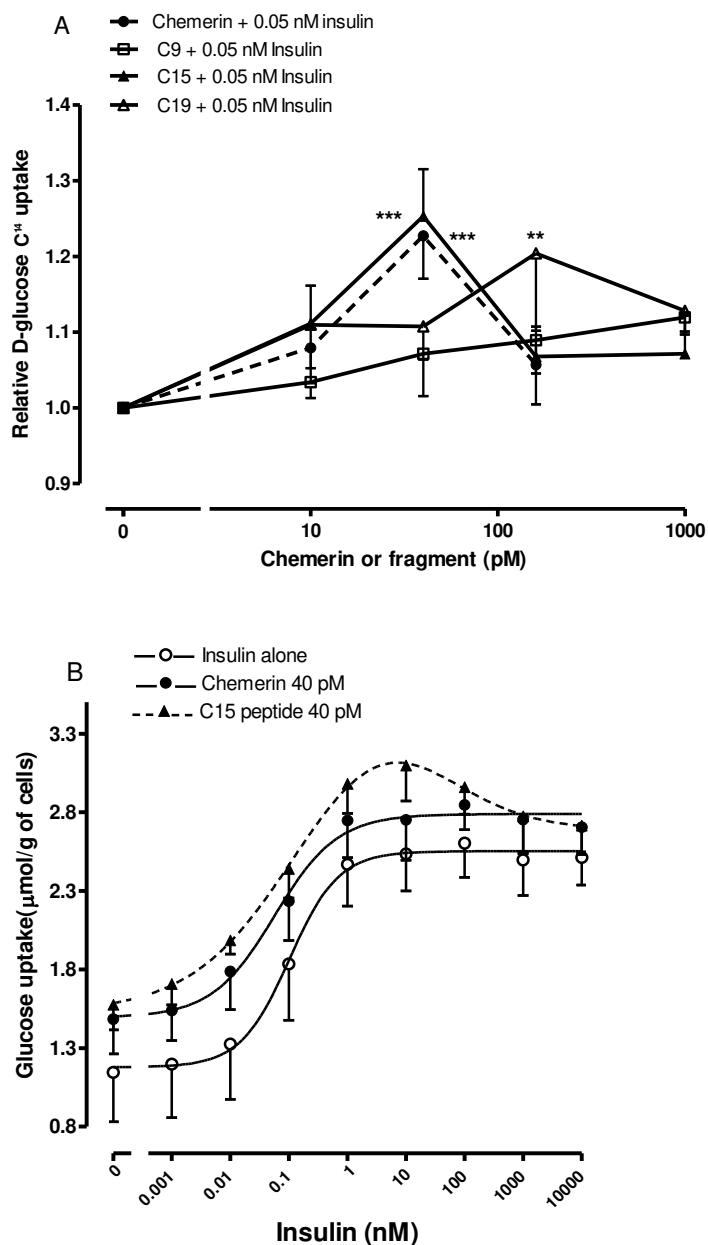 A
Chemerin + 0.05 nM insulin
C9 + 0.05 nM Insulin
C15 + 0.05 nM Insulin
C19 + 0.05 nM Insulin
Relative D-glucose C¹⁴ uptake
1.4
1.3
1.2
1.1
1.0
0.9
***
***
**
0
10
100
1000
Chemerin or fragment (pM)
B
Insulin alone
Chemerin 40 pM
C15 peptide 40 pM
Glucose uptake(μmol/g of cells)
3.3
2.8
2.3
1.8
1.3
0.8
0
0.001
0.01
0.1
1
10
100
1000
10000
Insulin (nM)